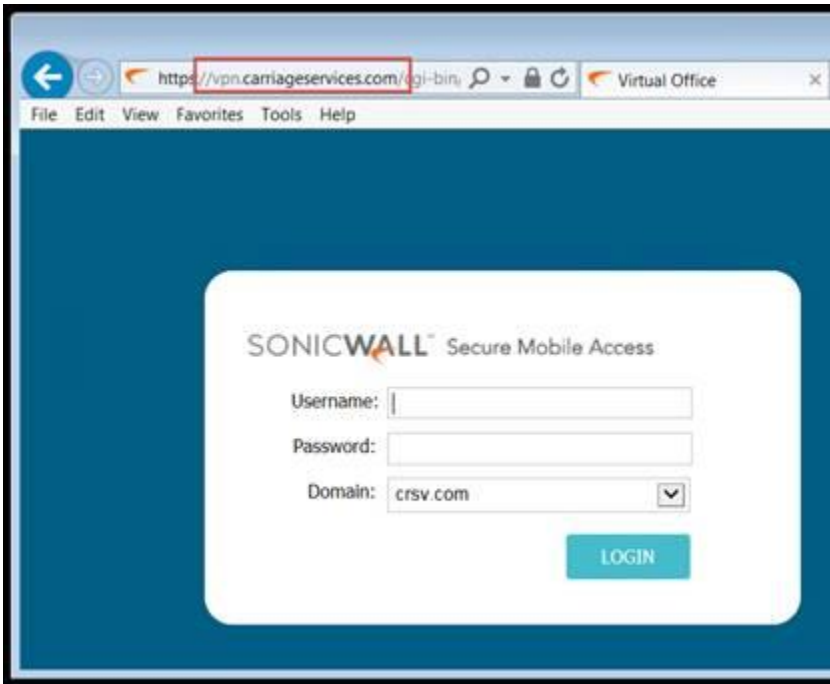 https://vpn.carriageservices.com/cgi-bin/ Virtual Office
File Edit View Favorites Tools Help
SONICWALL™ Secure Mobile Access
Username:
Password:
Domain: crsv.com
LOGIN